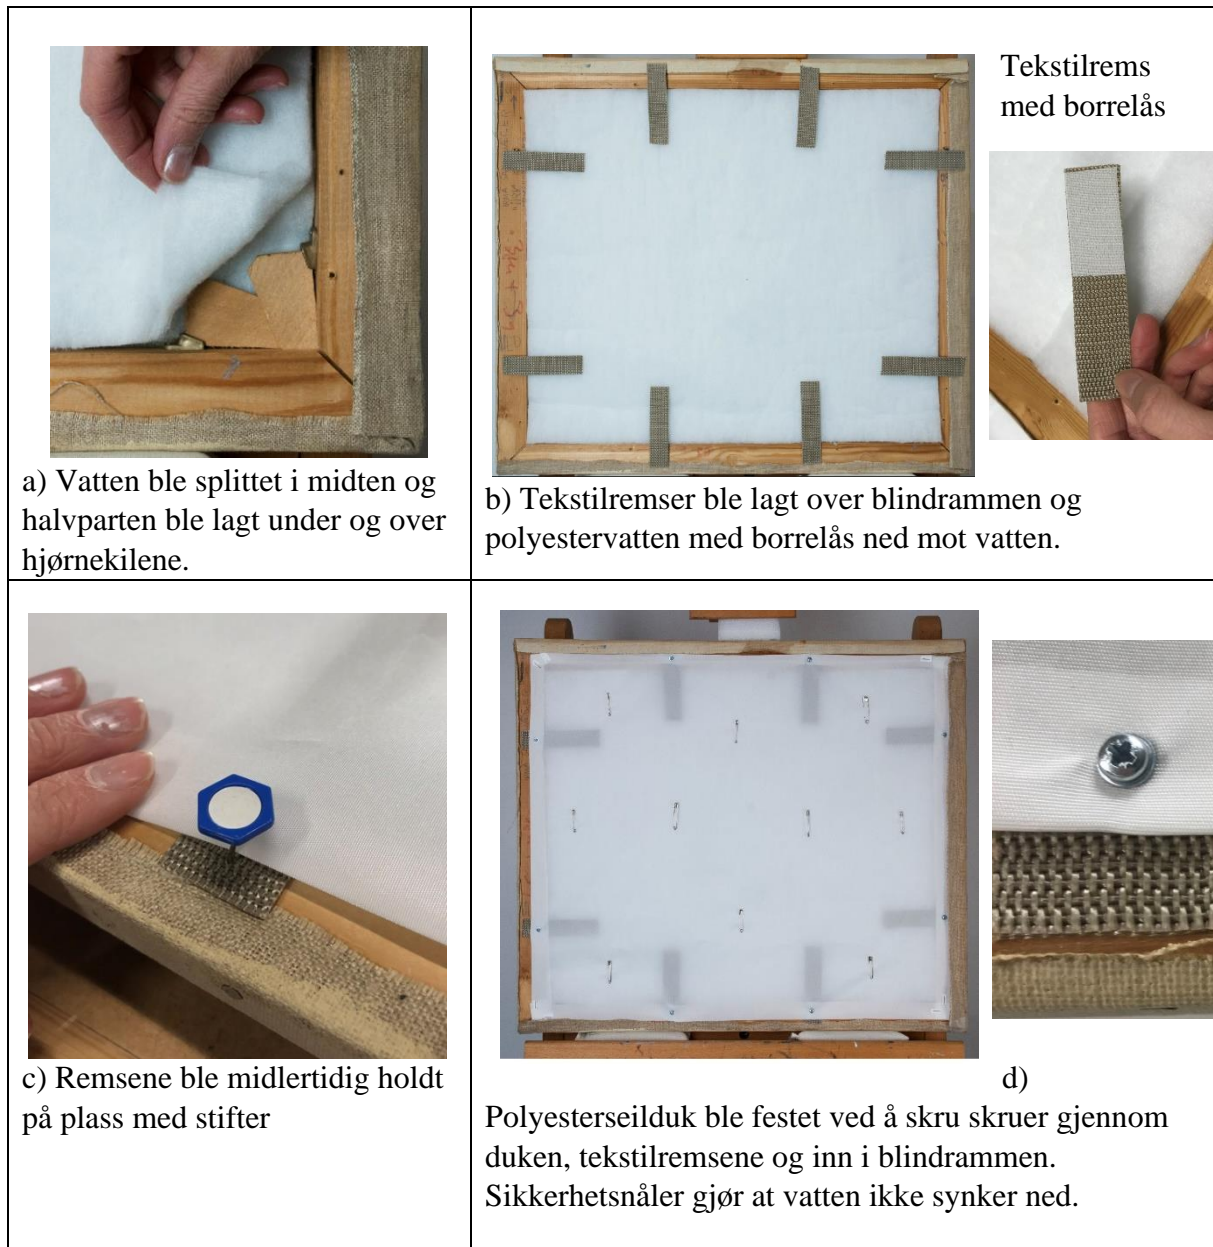 Tekstilrems
med borrelås
a) Vatten ble splittet i midten og
halvparten ble lagt under og over
hjørnekilene.
b) Tekstilremser ble lagt over blindrammen og
polyestervatten med borrelås ned mot vatten.
c) Remsene ble midlertidig holdt
på plass med stifter
d)
Polyesterseilduk ble festet ved å skru skruer gjennom
duken, tekstilremsene og inn i blindrammen.
Sikkerhetsnåler gjør at vatten ikke synker ned.